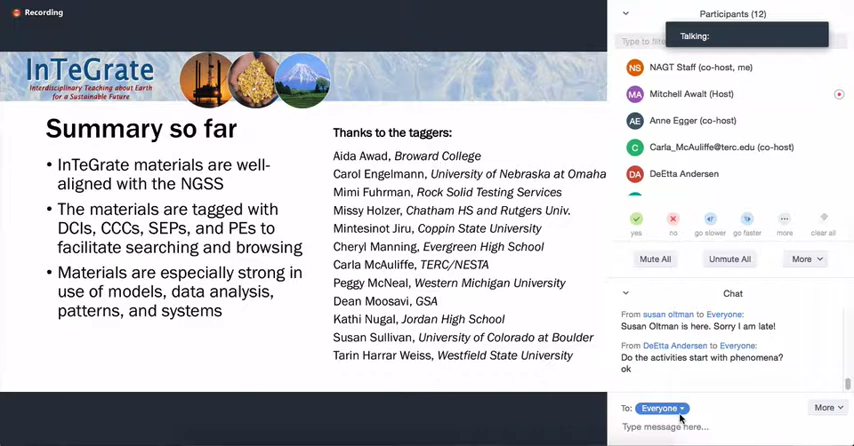 Recording
InTeGrate
Interdisciplinary Teaching about Earth
for a Sustainable Future
Summary so far
• InTeGrate materials are well-
aligned with the NGSS
• The materials are tagged with
DCIs, CCCs, SEPs, and PEs to
facilitate searching and browsing
• Materials are especially strong in
use of models, data analysis,
patterns, and systems
Thanks to the taggers:
Aida Awad, Broward College
Carol Engelmann, University of Nebraska at Omaha
Mimi Fuhrman, Rock Solid Testing Services
Missy Holzer, Chatham HS and Rutgers Univ.
Mintesinot Jiru, Coppin State University
Cheryl Manning, Evergreen High School
Carla McAuliffe, TERC/NESTA
Peggy McNeal, Western Michigan University
Dean Moosavi, GSA
Kathi Nugal, Jordan High School
Susan Sullivan, University of Colorado at Boulder
Tarin Harrar Weiss, Westfield State University
Participants (12)
Type to fil
Talking:
NS NAGT Staff (co-host, me)
MA Mitchell Awalt (Host)
AE Anne Egger (co-host)
C Carla_McAuliffe@terc.edu (co-host)
DA DeEtta Andersen
yes no go slower go faster more clear all
Mute All Unmute All More
Chat
From susan oltman to Everyone:
Susan Oltman is here. Sorry I am late!
From DeEtta Andersen to Everyone:
Do the activities start with phenomena?
ok
To: Everyone More
Type message here...